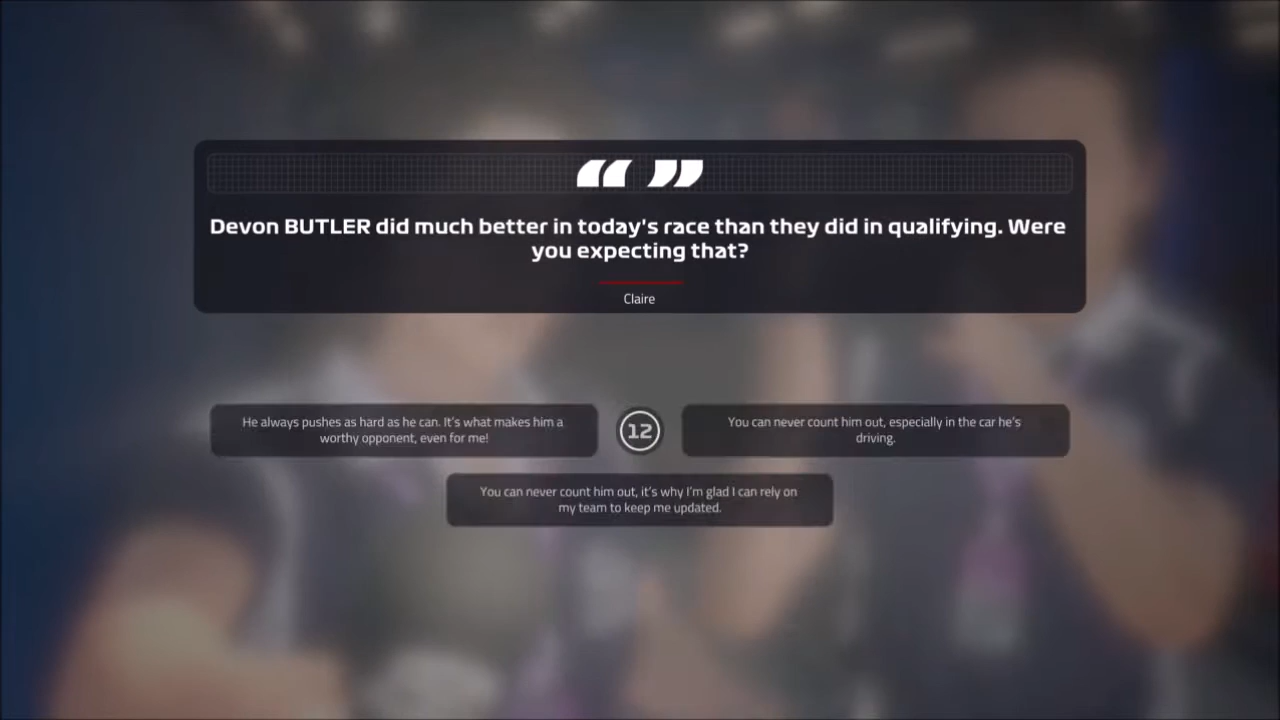 “ ”
Devon BUTLER did much better in today's race than they did in qualifying. Were
you expecting that?
Claire
He always pushes as hard as he can. It's what makes him a
worthy opponent, even for me!
12
You can never count him out, especially in the car he's
driving.
You can never count him out, it's why I'm glad I can rely on
my team to keep me updated.